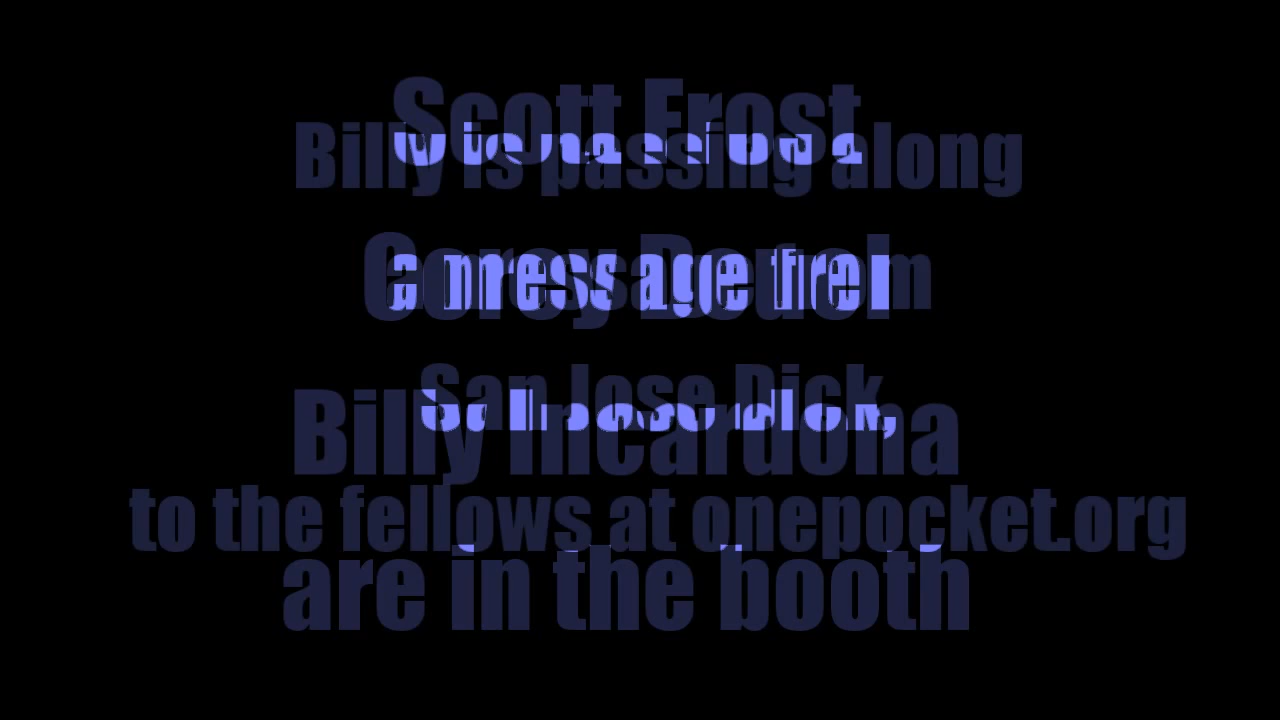 Scott Frost
Billy is passing along
Corey Deuel
a message from
San Jose Dick,
Billy Incardona
to the fellows at onepocket.org
are in the booth